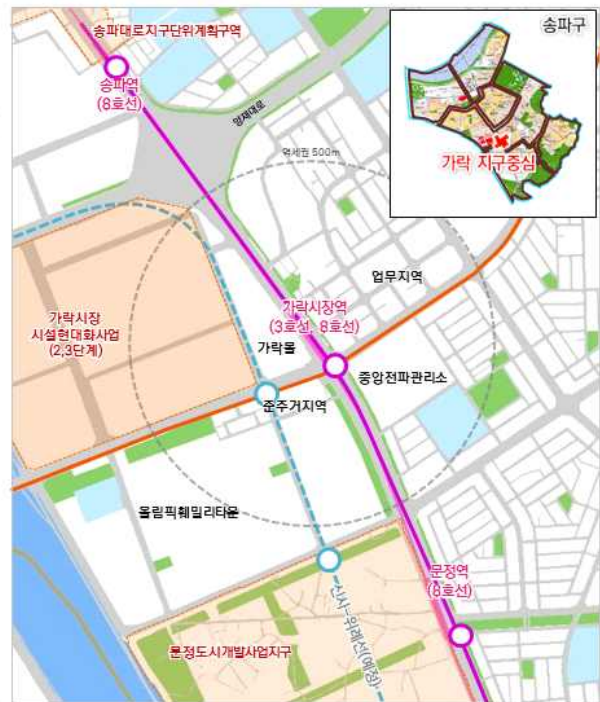 송파대로지구단위계획구역
송파구
송파역
(8호선)
양재대로
역세권 500m
가락 지구중심
업무지역
가락시장
시설현대화사업
(2,3단계)
가락시장역
(3호선, 8호선)
가락몰
중앙전파관리소
준주거지역
올림픽훼밀리타운
문정역
(8호선)
신사-위례선(예정)
문정도시개발사업지구